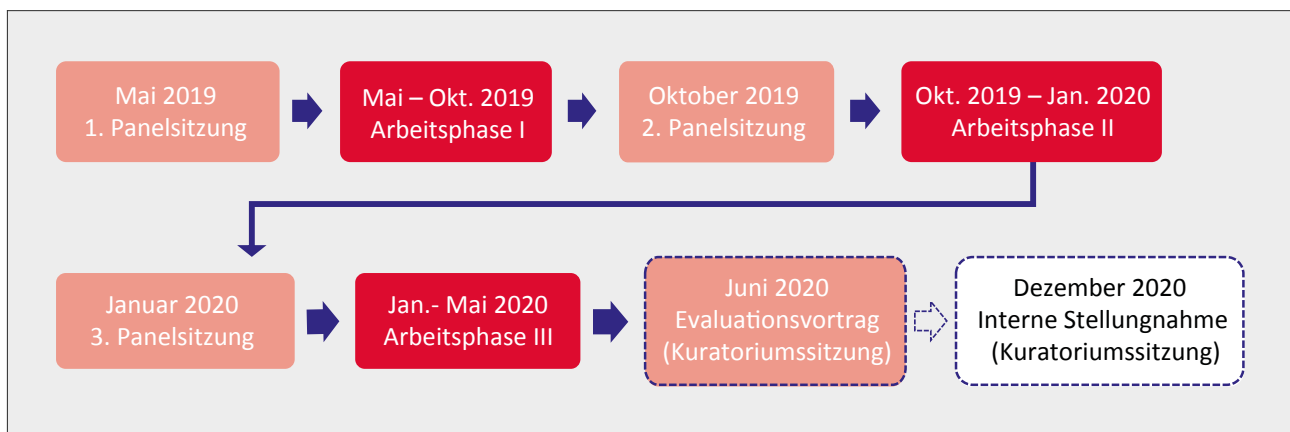 Mai 2019
1. Panelsitzung
Mai – Okt. 2019
Arbeitsphase I
Oktober 2019
2. Panelsitzung
Okt. 2019 – Jan. 2020
Arbeitsphase II
Januar 2020
3. Panelsitzung
Jan.- Mai 2020
Arbeitsphase III
Juni 2020
Evaluationsvortrag
(Kuratoriumssitzung)
Dezember 2020
Interne Stellungnahme
(Kuratoriumssitzung)